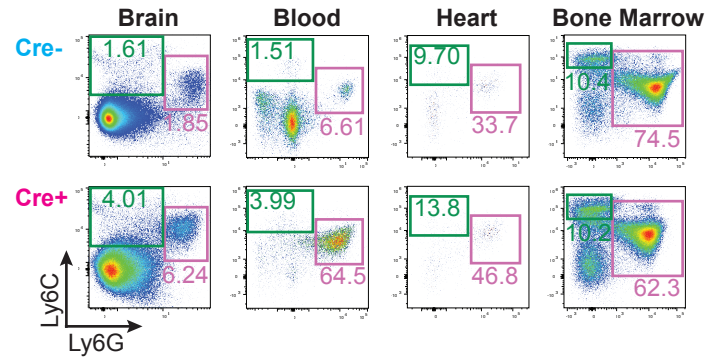 Brain Blood Heart Bone Marrow
Cre-
1.61 1.51 9.70 10.4
1.85 6.61 33.7 74.5
Cre+
4.01 3.99 13.8 10.2
6.24 64.5 46.8 62.3
Ly6C
Ly6G